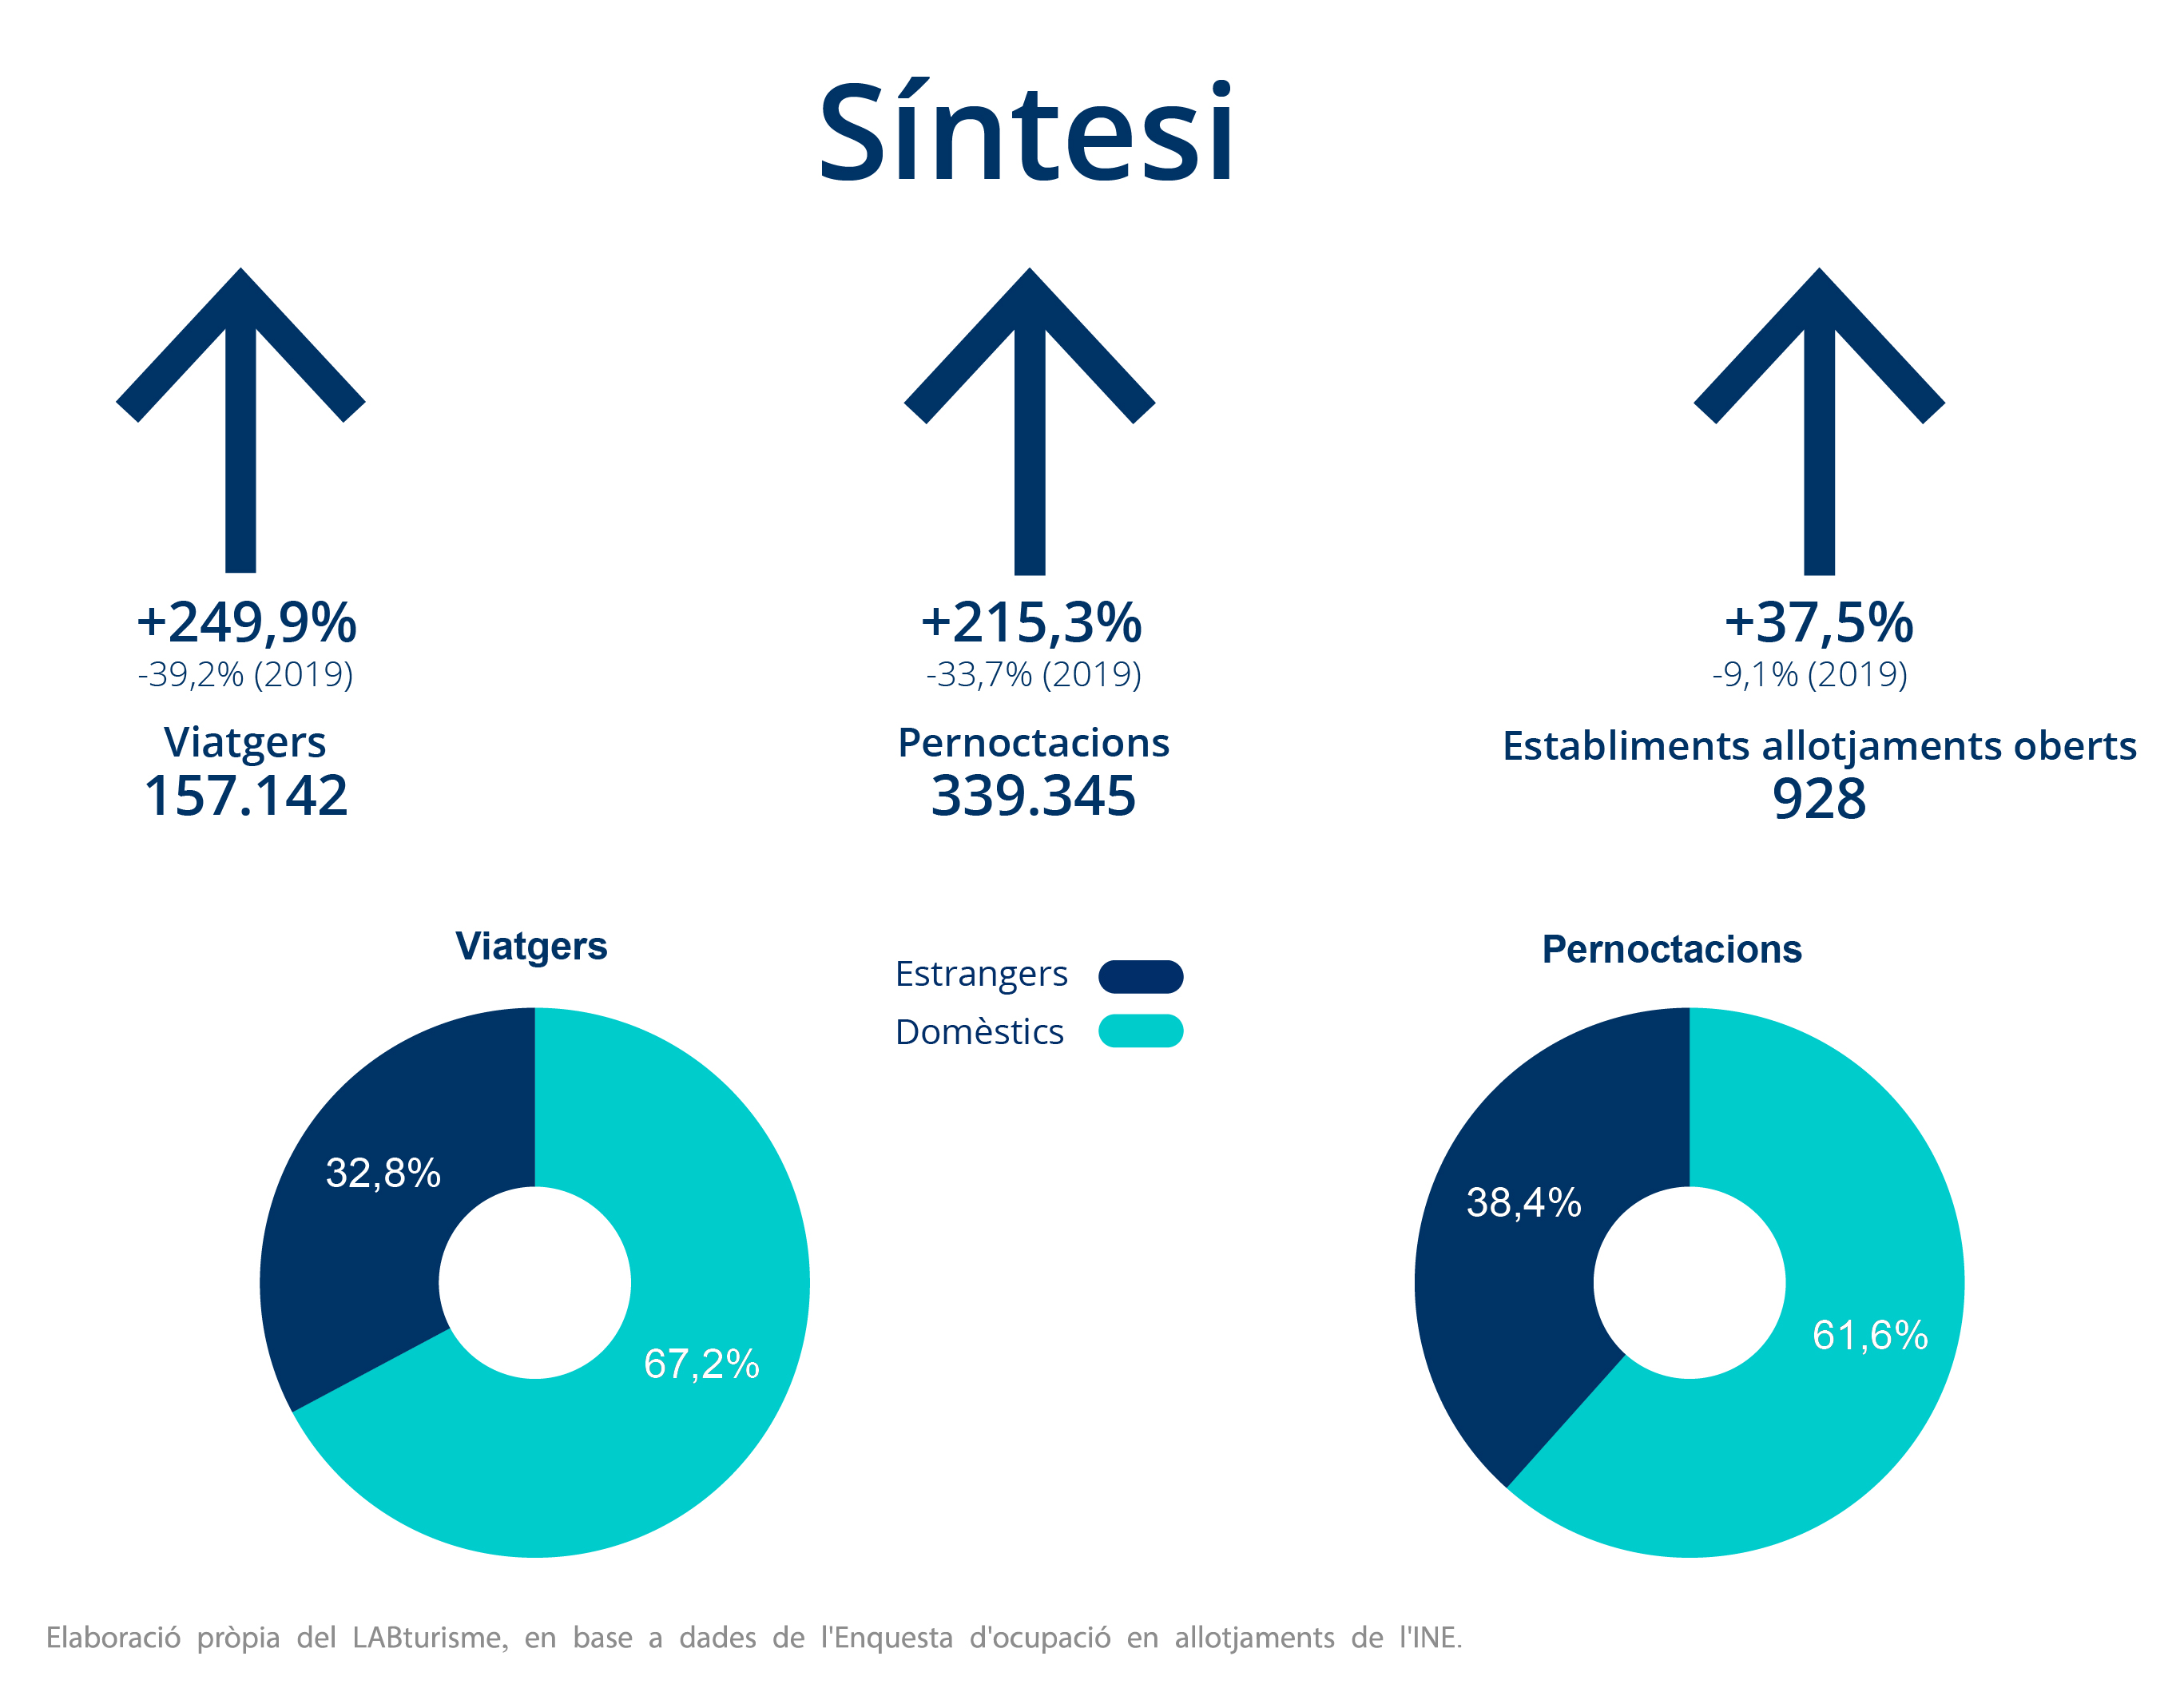 Síntesi
+249,9%
-39,2% (2019)
Viatgers
157.142
+215,3%
-33,7% (2019)
Pernoctacions
339.345
+37,5%
-9,1% (2019)
Establiments allotjaments oberts
928
Viatgers
32,8%
67,2%
Estrangers
Domèstics
Pernoctacions
38,4%
61,6%
Elaboració pròpia del LABturisme, en base a dades de l'Enquesta d'ocupació en allotjaments de l'INE.